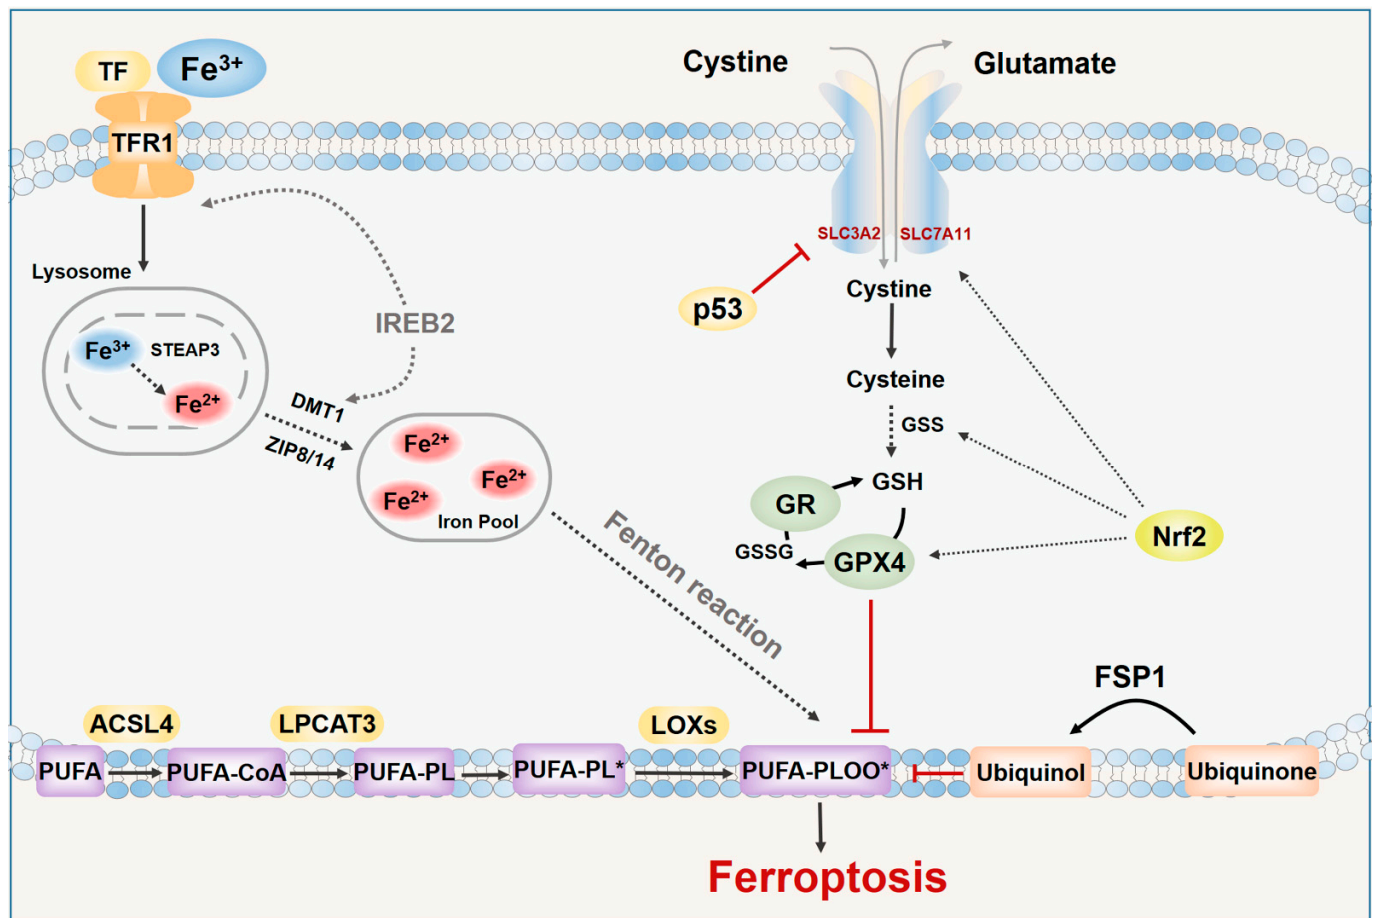 TF
Fe³⁺
TFR1
Cystine
Glutamate
SLC3A2
SLC7A11
Lysosome
Fe³⁺
STEAP3
Fe²⁺
IREB2
DMT1
ZIP8/14
Fe²⁺
Fe²⁺
Fe²⁺
Iron Pool
p53
Cystine
Cysteine
GSS
GSH
GR
GSSG
GPX4
Nrf2
Fenton reaction
FSP1
ACSL4
LPCAT3
LOXs
PUFA
PUFA-CoA
PUFA-PL
PUFA-PL*
PUFA-PLOO*
Ubiquinol
Ubiquinone
Ferroptosis